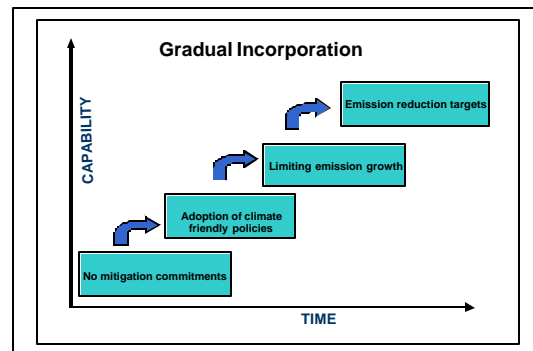 Gradual Incorporation
Emission reduction targets
CAPABILITY
Limiting emission growth
Adoption of climate
friendly policies
No mitigation commitments
TIME